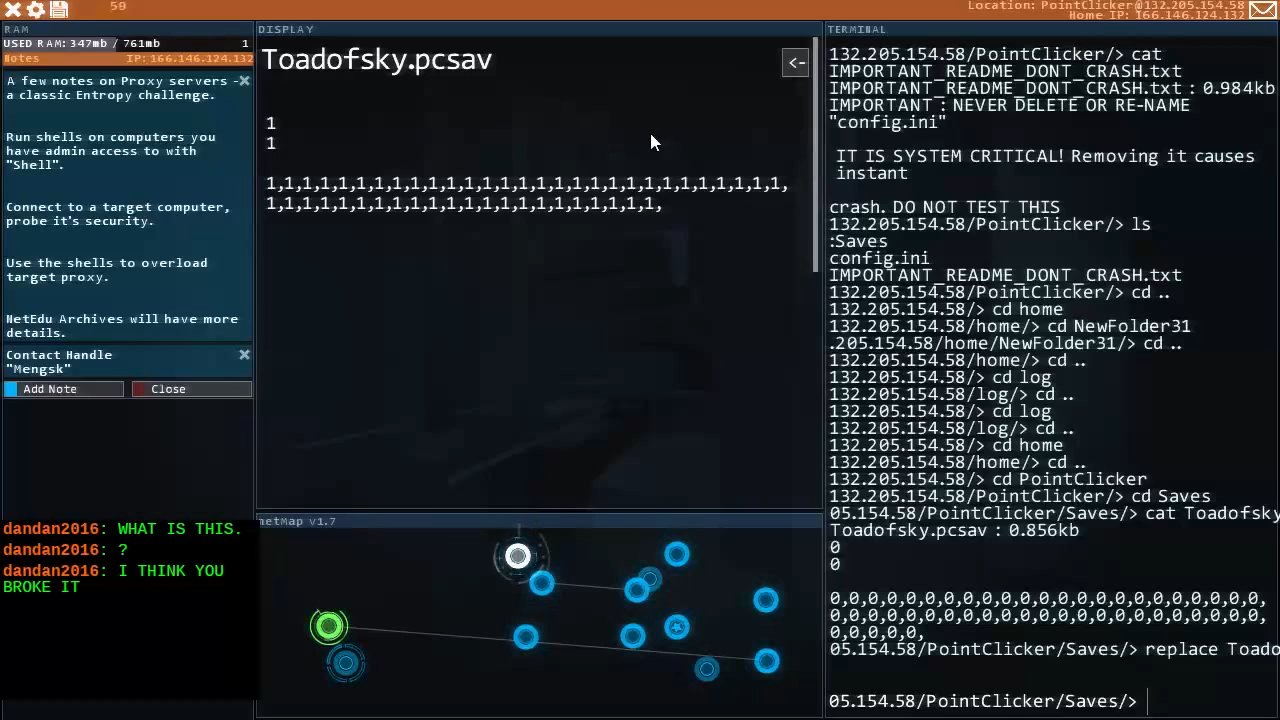 59
Location: PointClicker@132.205.154.58
Home IP: 166.146.124.132
RAM
USED RAM: 347mb / 761mb 1
Notes IP: 166.146.124.132
A few notes on Proxy servers -
a classic Entropy challenge.
Run shells on computers you
have admin access to with
"Shell".
Connect to a target computer,
probe it's security.
Use the shells to overload
target proxy.
NetEdu Archives will have more
details.
Contact Handle
"Mengsk"
Add Note Close
dandan2016: WHAT IS THIS.
dandan2016: ?
dandan2016: I THINK YOU
BROKE IT
DISPLAY
Toadofsky.pcsav
<-
1
1
1,1,1,1,1,1,1,1,1,1,1,1,1,1,1,1,1,1,1,1,1,1,1,1,1,1,1,1,1,
1,1,1,1,1,1,1,1,1,1,1,1,1,1,1,1,1,1,1,1,1,1,
netMap v1.7
TERMINAL
132.205.154.58/PointClicker/> cat
IMPORTANT_README_DONT_CRASH.txt
IMPORTANT_README_DONT_CRASH.txt : 0.984kb
IMPORTANT : NEVER DELETE OR RE-NAME
"config.ini"
IT IS SYSTEM CRITICAL! Removing it causes
instant
crash. DO NOT TEST THIS
132.205.154.58/PointClicker/> ls
:Saves
config.ini
IMPORTANT_README_DONT_CRASH.txt
132.205.154.58/PointClicker/> cd ..
132.205.154.58/> cd home
132.205.154.58/home/> cd NewFolder31
.205.154.58/home/NewFolder31/> cd ..
132.205.154.58/home/> cd ..
132.205.154.58/> cd log
132.205.154.58/log/> cd ..
132.205.154.58/> cd log
132.205.154.58/log/> cd ..
132.205.154.58/> cd home
132.205.154.58/home/> cd ..
132.205.154.58/> cd PointClicker
132.205.154.58/PointClicker/> cd Saves
05.154.58/PointClicker/Saves/> cat Toadofsky
Toadofsky.pcsav : 0.856kb
0
0
0,0,0,0,0,0,0,0,0,0,0,0,0,0,0,0,0,0,0,0,0,0,0,0,
0,0,0,0,0,0,0,0,0,0,0,0,0,0,0,0,0,0,0,0,0,0,0,0,
0,0,0,0,0,
05.154.58/PointClicker/Saves/> replace Toado
05.154.58/PointClicker/Saves/>